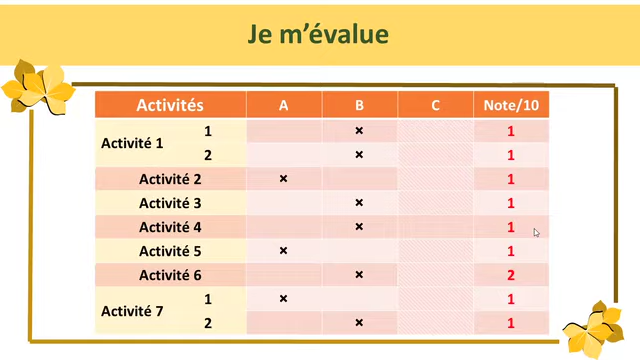 Je m’évalue
Activités A B C Note/10
Activité 1 1 × 1
2 × 1
Activité 2 × 1
Activité 3 × 1
Activité 4 × 1
Activité 5 × 1
Activité 6 × 2
Activité 7 1 × 1
2 × 1